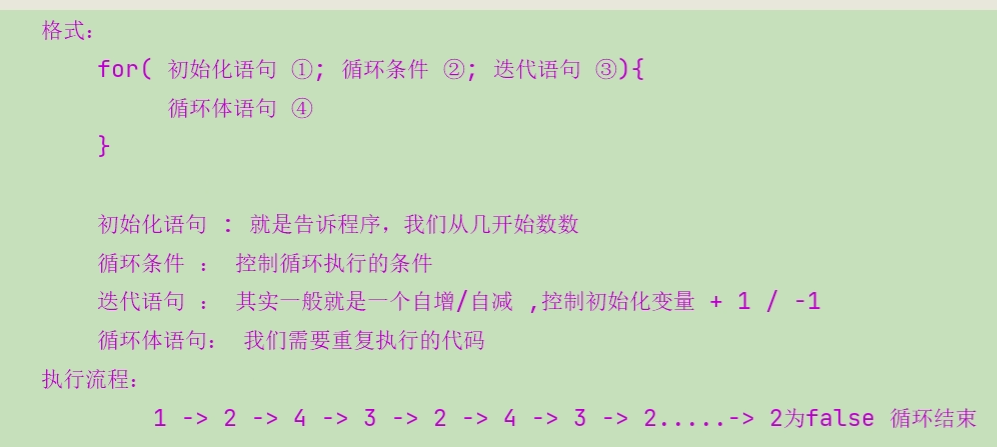 格式：
for( 初始化语句 ①; 循环条件 ②; 迭代语句 ③){
循环体语句 ④
}
初始化语句 : 就是告诉程序，我们从几开始数数
循环条件 ： 控制循环执行的条件
迭代语句 ： 其实一般就是一个自增/自减 ,控制初始化变量 + 1 / -1
循环体语句： 我们需要重复执行的代码
执行流程：
1 -> 2 -> 4 -> 3 -> 2 -> 4 -> 3 -> 2.....-> 2为false 循环结束